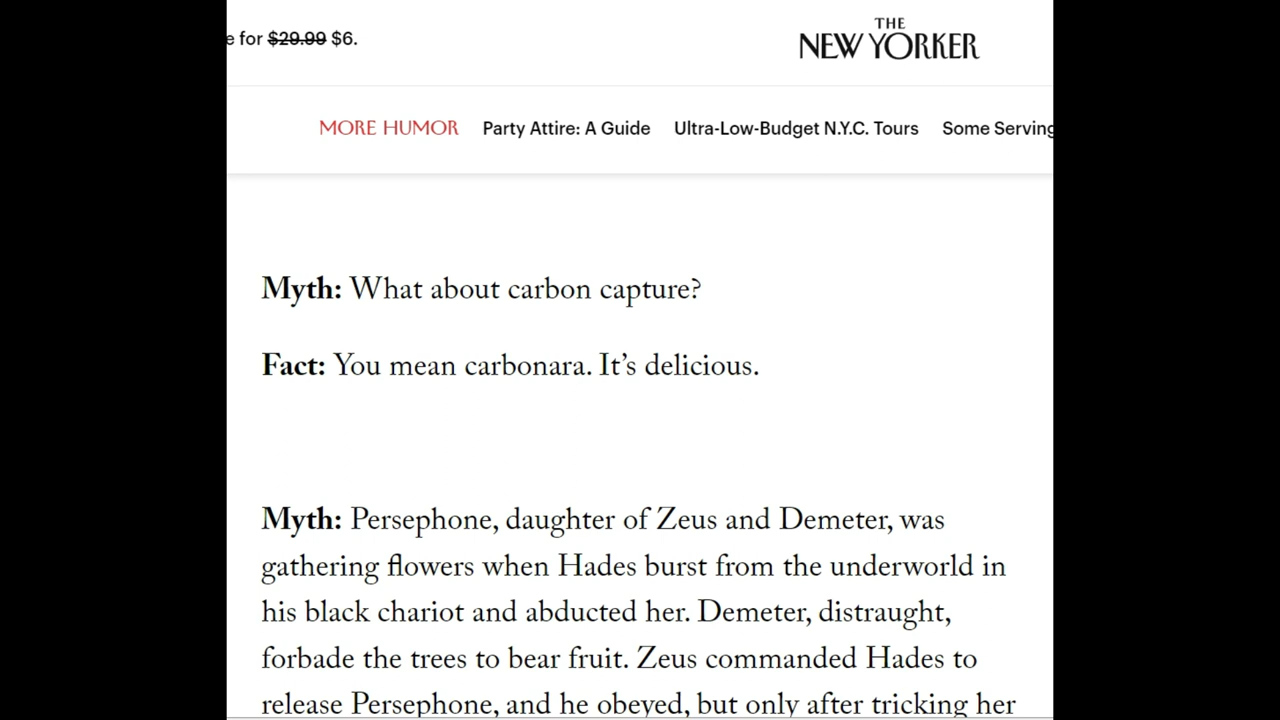 e for $29.99 $6.
THE
NEW YORKER
MORE HUMOR Party Attire: A Guide Ultra-Low-Budget N.Y.C. Tours Some Serving
Myth: What about carbon capture?
Fact: You mean carbonara. It’s delicious.
Myth: Persephone, daughter of Zeus and Demeter, was
gathering flowers when Hades burst from the underworld in
his black chariot and abducted her. Demeter, distraught,
forbade the trees to bear fruit. Zeus commanded Hades to
release Persephone, and he obeyed, but only after tricking her